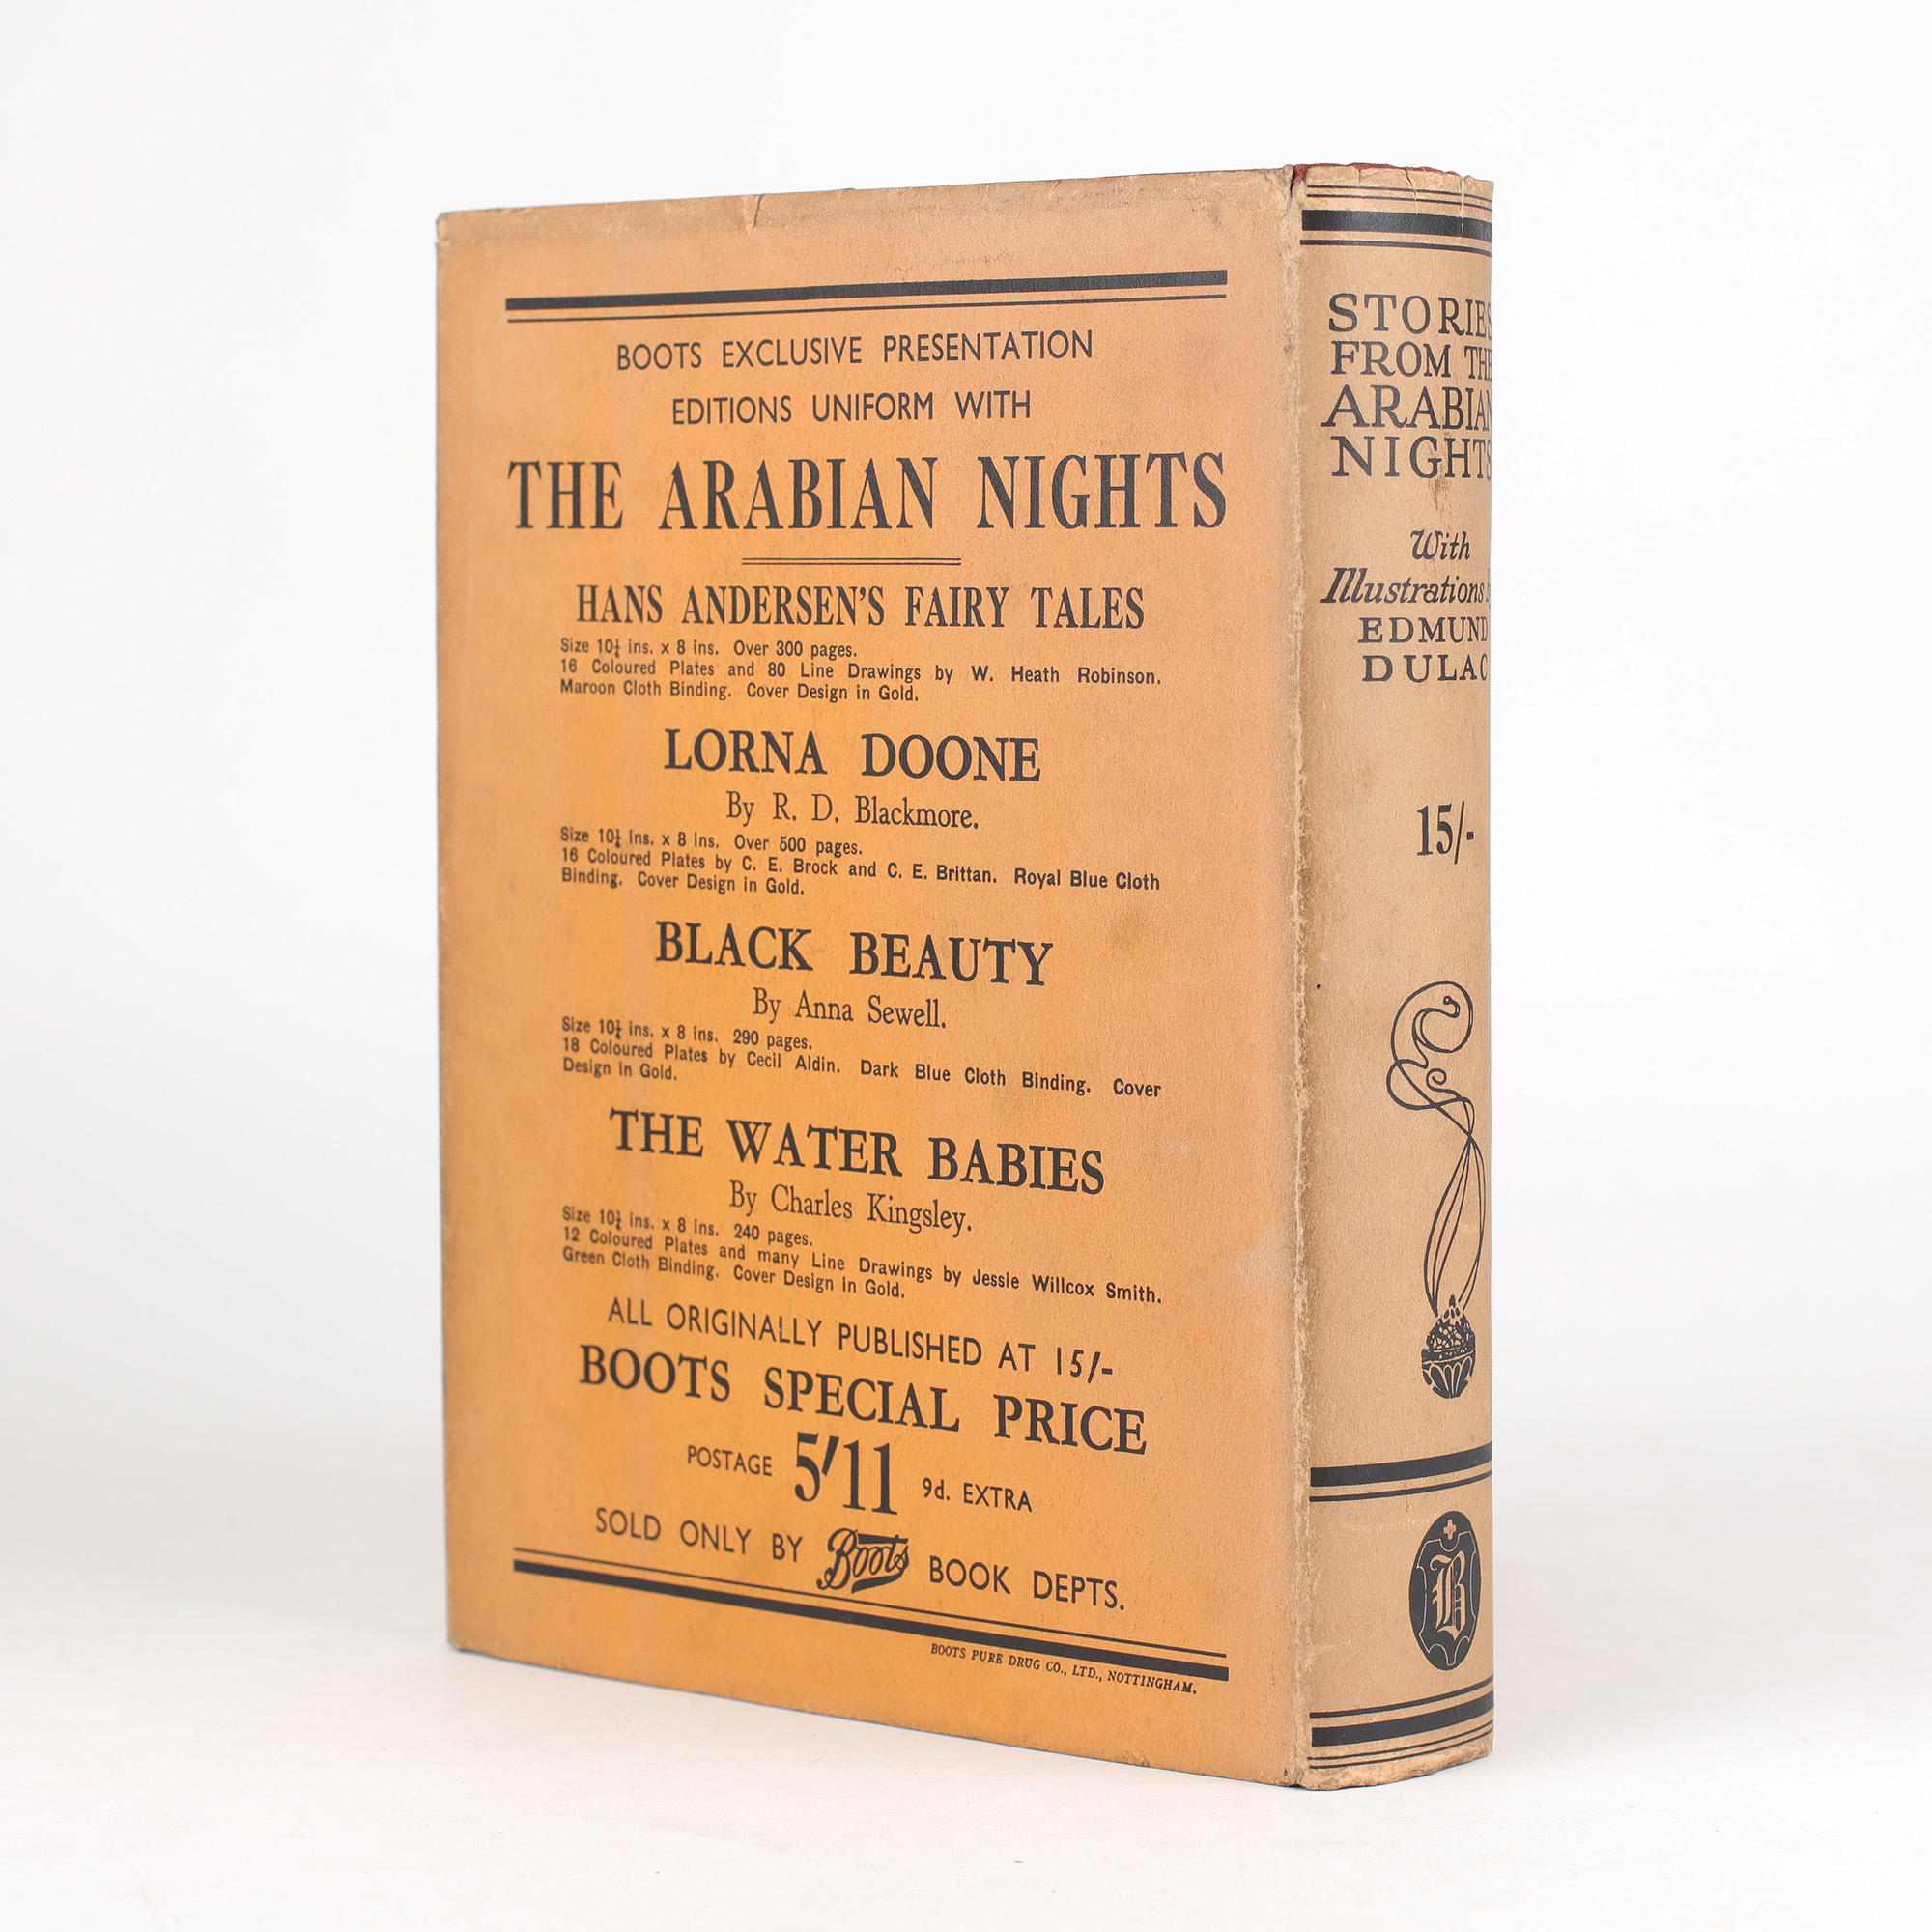 BOOTS EXCLUSIVE PRESENTATION
EDITIONS UNIFORM WITH
THE ARABIAN NIGHTS
HANS ANDERSEN'S FAIRY TALES
Size 10¼ ins. x 8 ins. Over 300 pages.
16 Coloured Plates and 80 Line Drawings by W. Heath Robinson.
Maroon Cloth Binding. Cover Design in Gold.
LORNA DOONE
By R. D. Blackmore.
Size 10¼ ins. x 8 ins. Over 500 pages.
16 Coloured Plates by C. E. Brock and C. E. Brittan. Royal Blue Cloth
Binding. Cover Design in Gold.
BLACK BEAUTY
By Anna Sewell.
Size 10¼ ins. x 8 ins. 290 pages.
18 Coloured Plates by Cecil Aldin. Dark Blue Cloth Binding. Cover
Design in Gold.
THE WATER BABIES
By Charles Kingsley.
Size 10¼ ins. x 8 ins. 240 pages.
12 Coloured Plates and many Line Drawings by Jessie Willcox Smith.
Green Cloth Binding. Cover Design in Gold.
ALL ORIGINALLY PUBLISHED AT 15/-
BOOTS SPECIAL PRICE
POSTAGE 5'11 9d. EXTRA
SOLD ONLY BY Boots BOOK DEPTS.
BOOTS PURE DRUG CO., LTD., NOTTINGHAM.
STORIES
FROM THE
ARABIAN
NIGHTS
With
Illustrations by
EDMUND
DULAC
15/-
B